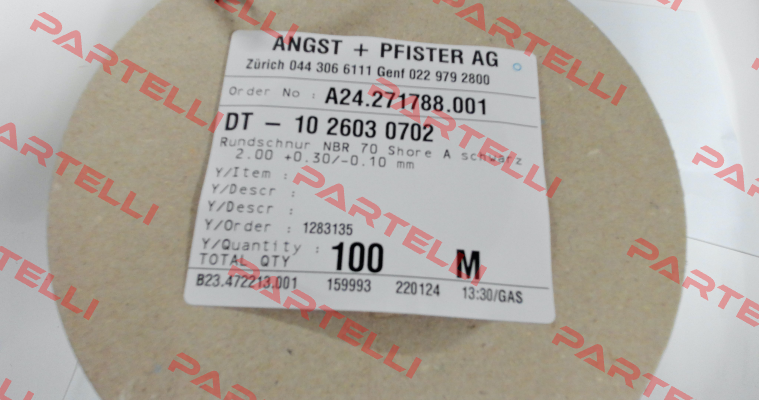 ANGST + PFISTER AG
Zürich 044 306 6111 Genf 022 979 2800
Order No : A24.271788.001
DT - 10 2603 0702
Rundschnur NBR 70 Shore A schwarz
2.00 +0.30/-0.10 mm
Y/Item :
Y/Descr :
Y/Descr :
Y/Order : 1283135
Y/Quantity : 100 M
TOTAL QTY
B23.472213.001 159993 220124 13:30/GAS
PARTELLI
PARTELLI
PARTELLI
PARTELLI
PARTELLI
PARTELLI
PARTELLI
PARTELLI
PARTELLI
PARTELLI